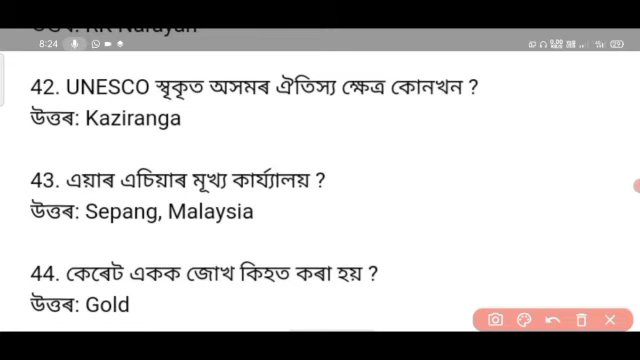 8:24
42. UNESCO স্বীকৃত অসমৰ ঐতিস্য ক্ষেত্ৰ কোনখন ?
উত্তৰ: Kaziranga
43. এয়াৰ এচিয়াৰ মূখ্য কাৰ্য্যালয় ?
উত্তৰ: Sepang, Malaysia
44. কেৰেট একক জোখ কিহত কৰা হয় ?
উত্তৰ: Gold